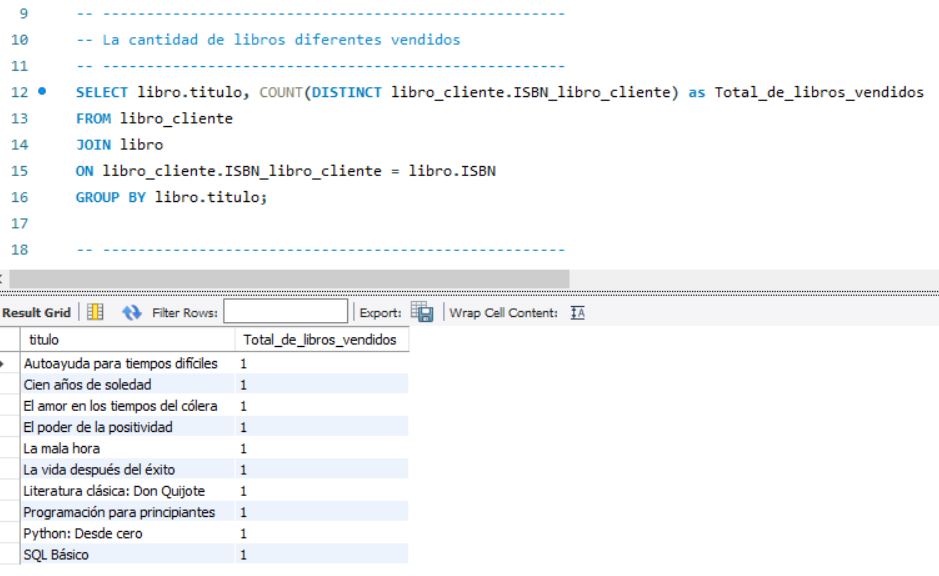 9 -- -----------------------------------------------------
10 -- La cantidad de libros diferentes vendidos
11 -- -----------------------------------------------------
12 SELECT libro.titulo, COUNT(DISTINCT libro_cliente.ISBN_libro_cliente) as Total_de_libros_vendidos
13 FROM libro_cliente
14 JOIN libro
15 ON libro_cliente.ISBN_libro_cliente = libro.ISBN
16 GROUP BY libro.titulo;
17
18 -- -----------------------------------------------------
Result Grid Filter Rows: Export: Wrap Cell Content: IA
titulo Total_de_libros_vendidos
Autoayuda para tiempos difíciles 1
Cien años de soledad 1
El amor en los tiempos del cólera 1
El poder de la positividad 1
La mala hora 1
La vida después del éxito 1
Literatura clásica: Don Quijote 1
Programación para principiantes 1
Python: Desde cero 1
SQL Básico 1